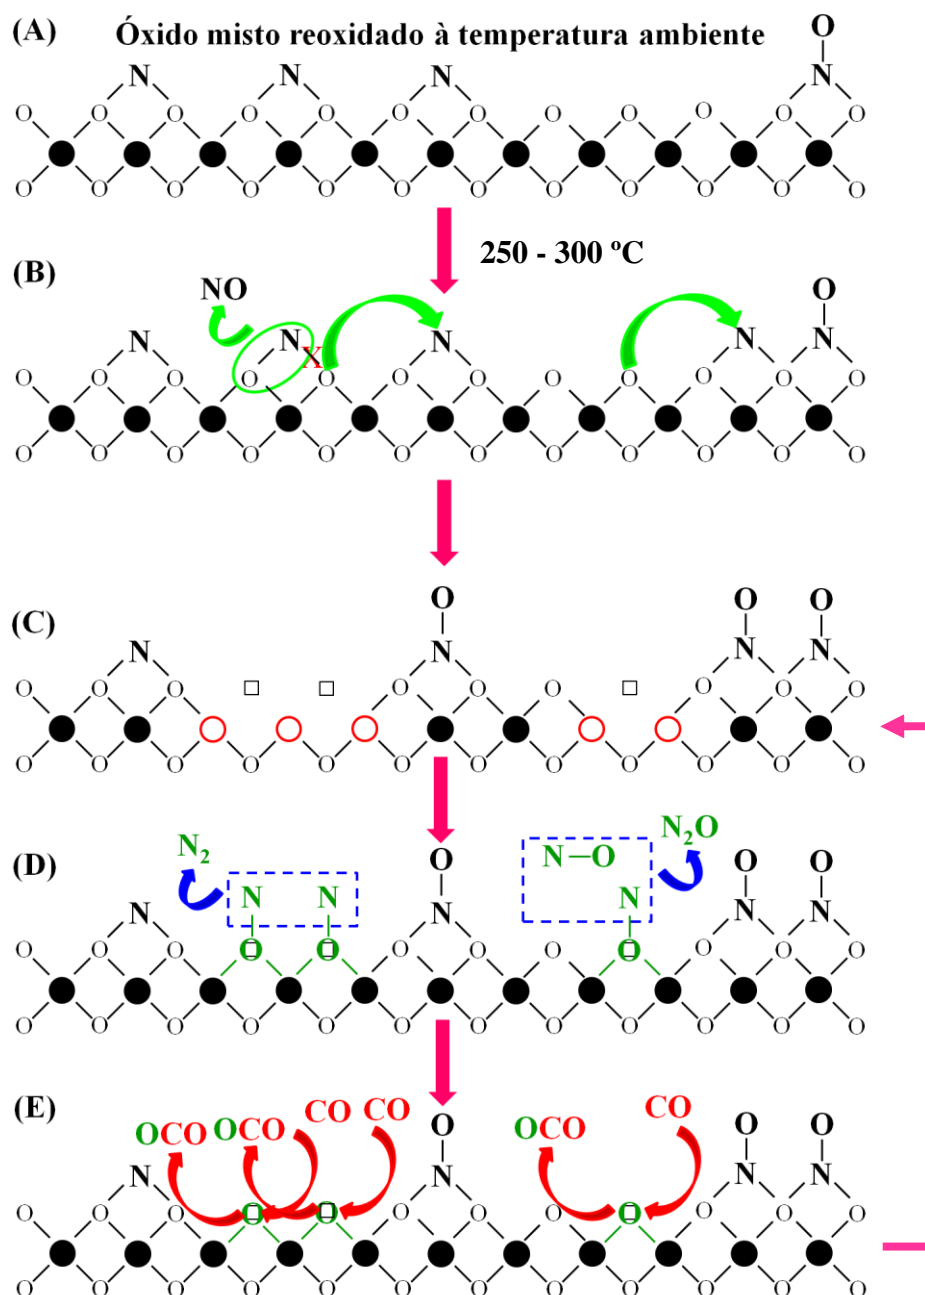 (A) Óxido misto reoxidado à temperatura ambiente O
N N N N
O O O O O O O O O O O O
O O O O O O O O O O O O
250 - 300 ºC
(B)
NO O
N N N N N
X
O O O O O O O O O O O O
O O O O O O O O O O O O
(C) O O O
N N N N
O O O O O O O O O
O O O O O O O O O O O O
N₂O
N₂ N–O
(D) O O O
N N N
N N N N
O O O O O O O O O O O O
O O O O O O O O O O O O
(E) OCO OCO CO CO O OCO CO O O
N N N N
O O O O O O O O O O O O
O O O O O O O O O O O O